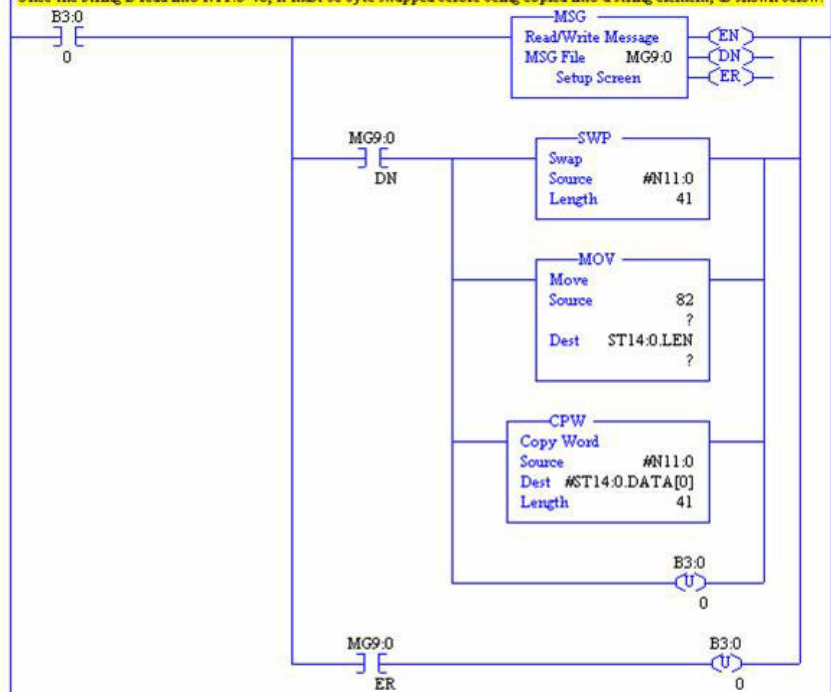 B3:0
0
MSG
Read/Write Message
MSG File MG9:0
Setup Screen
EN
DN
ER
MG9:0
DN
SWP
Swap
Source #N11:0
Length 41
MOV
Move
Source 82
?
Dest ST14:0.LEN
?
CPW
Copy Word
Source #N11:0
Dest #ST14:0.DATA[0]
Length 41
B3:0
U
0
MG9:0
ER
B3:0
U
0